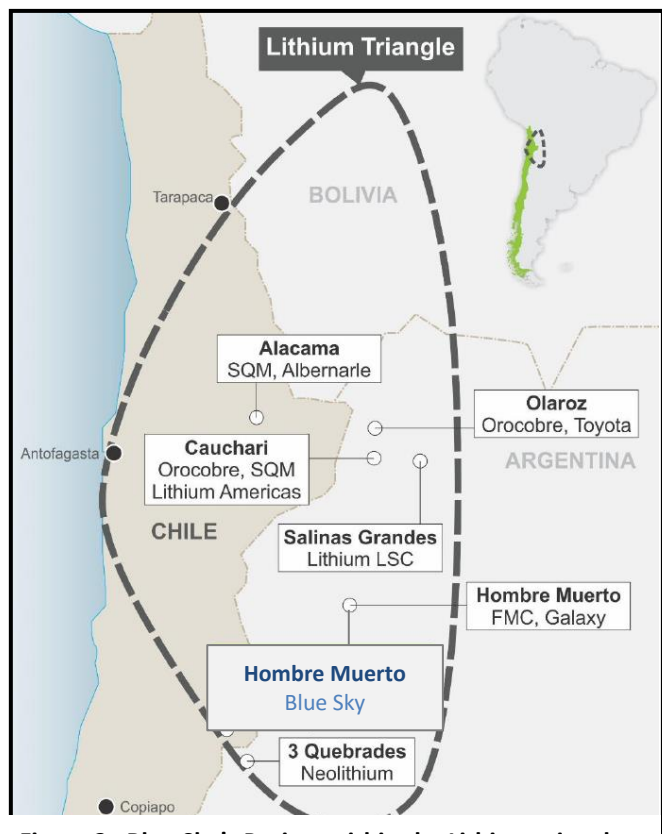 Lithium Triangle
Tarapaca
BOLIVIA
Alacama
SQM, Albernarle
Olaroz
Orocobre, Toyota
Antofagasta
Cauchari
Orocobre, SQM
Lithium Americas
ARGENTINA
CHILE
Salinas Grandes
Lithium LSC
Hombre Muerto
FMC, Galaxy
Hombre Muerto
Blue Sky
3 Quebrades
Neolithium
Copiapo